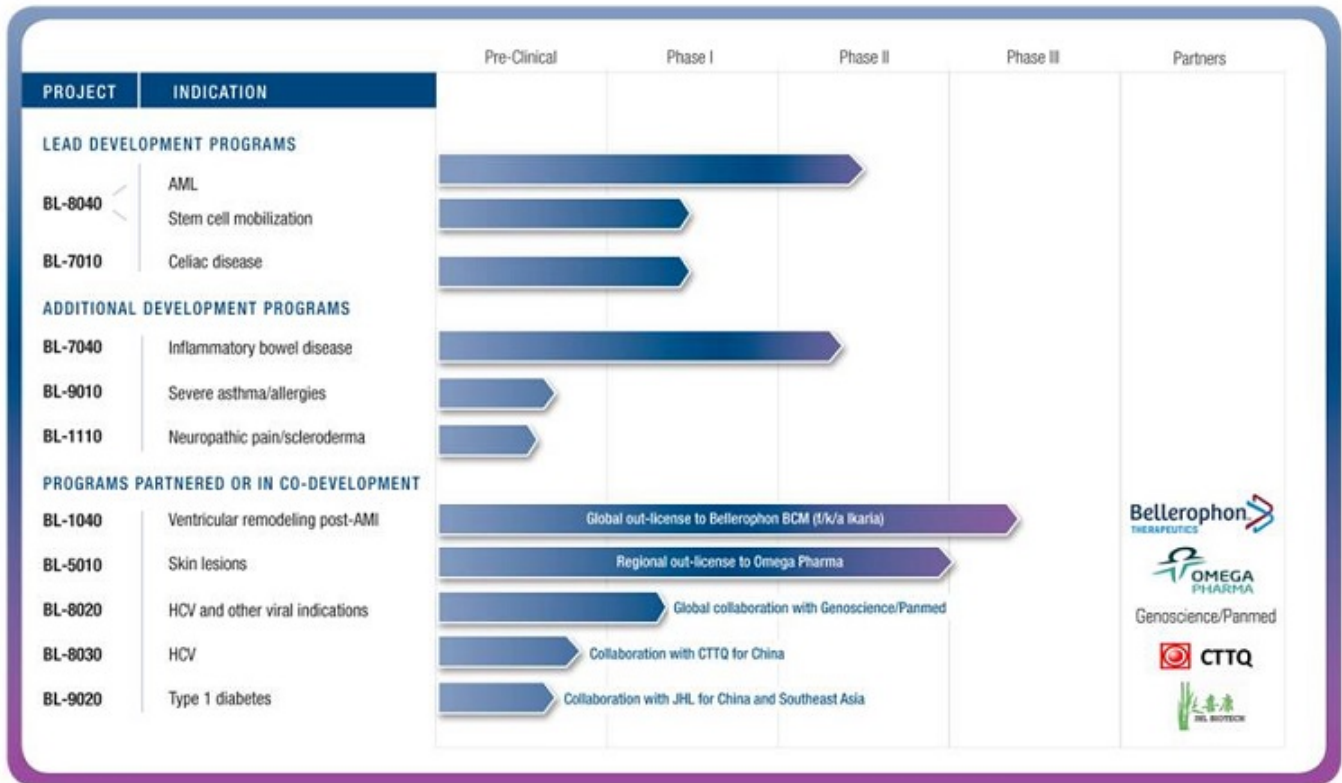 Pre-Clinical Phase I Phase II Phase III Partners
PROJECT INDICATION
LEAD DEVELOPMENT PROGRAMS
BL-8040 AML
Stem cell mobilization
BL-7010 Celiac disease
ADDITIONAL DEVELOPMENT PROGRAMS
BL-7040 Inflammatory bowel disease
BL-9010 Severe asthma/allergies
BL-1110 Neuropathic pain/scleroderma
PROGRAMS PARTNERED OR IN CO-DEVELOPMENT
BL-1040 Ventricular remodeling post-AMI Global out-license to Bellerophon BCM (f/k/a Ikaria) Bellerophon
THERAPEUTICS
BL-5010 Skin lesions Regional out-license to Omega Pharma OMEGA
PHARMA
BL-8020 HCV and other viral indications Global collaboration with Genoscience/Panmed Genoscience/Panmed
BL-8030 HCV Collaboration with CTTQ for China CTTQ
BL-9020 Type 1 diabetes Collaboration with JHL for China and Southeast Asia 喜康
JHL BIOTECH